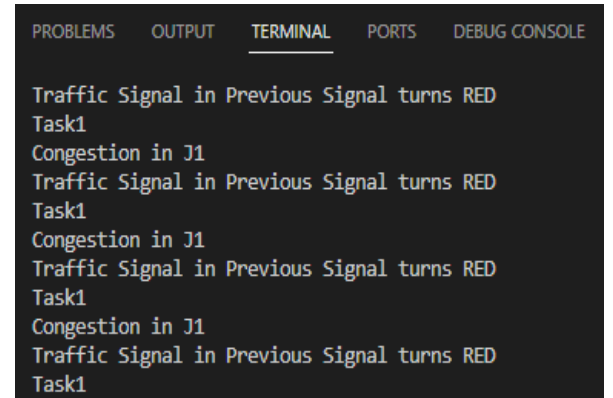 PROBLEMS OUTPUT TERMINAL PORTS DEBUG CONSOLE
Traffic Signal in Previous Signal turns RED
Task1
Congestion in J1
Traffic Signal in Previous Signal turns RED
Task1
Congestion in J1
Traffic Signal in Previous Signal turns RED
Task1
Congestion in J1
Traffic Signal in Previous Signal turns RED
Task1